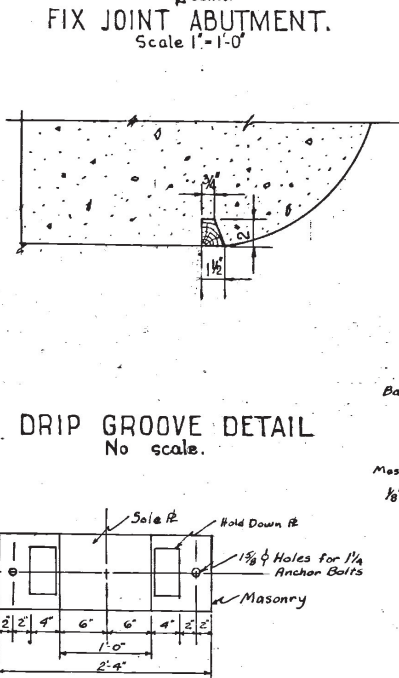 FIX JOINT ABUTMENT.
Scale 1"=1'-0"
3/4"
2"
1 1/2"
DRIP GROOVE DETAIL
No scale.
Ba
Mas
1/8"
Sole ℄
Hold Down ℄
1 5/8 ϕ Holes for 1 1/4
Anchor Bolts
Masonry
2" 2" 4" 6" 6" 4" 2" 2"
1'-0"
2'-4"